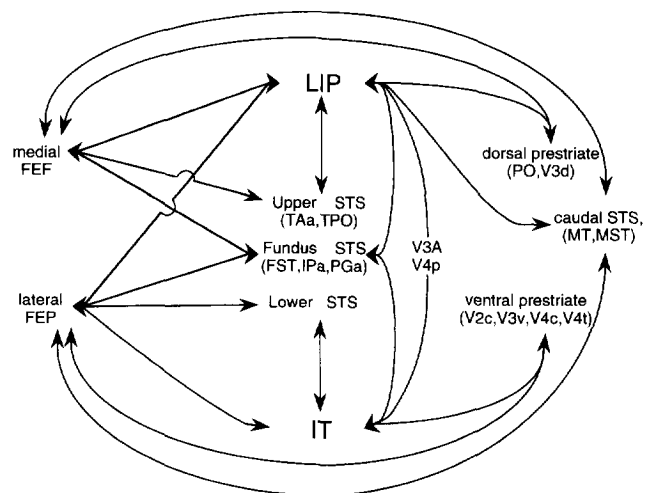 LIP
medial
FEF
dorsal prestriate
(PO,V3d)
Upper STS
(TAa,TPO)
caudal STS,
(MT,MST)
Fundus STS
(FST,IPa,PGa)
V3A
V4p
lateral
FEP
Lower STS
ventral prestriate
(V2c,V3v,V4c,V4t)
IT